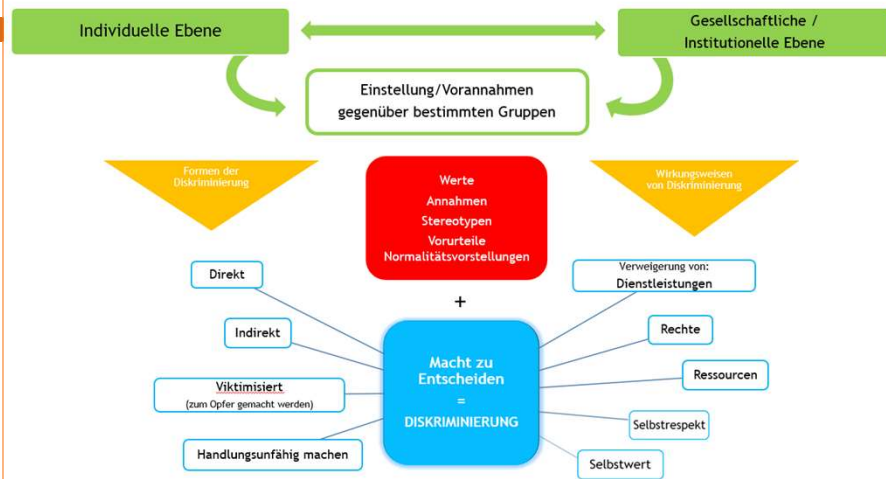 Individuelle Ebene
Gesellschaftliche /
Institutionelle Ebene
Einstellung/Vorannahmen
gegenüber bestimmten Gruppen
Formen der
Diskriminierung
Werte
Annahmen
Stereotypen
Vorurteile
Normalitätsvorstellungen
Wirkungsweisen
von Diskriminierung
+
Direkt
Indirekt
Viktimisiert
(zum Opfer gemacht werden)
Handlungsunfähig machen
Macht zu
Entscheiden
=
DISKRIMINIERUNG
Verweigerung von:
Dienstleistungen
Rechte
Ressourcen
Selbstrespekt
Selbstwert